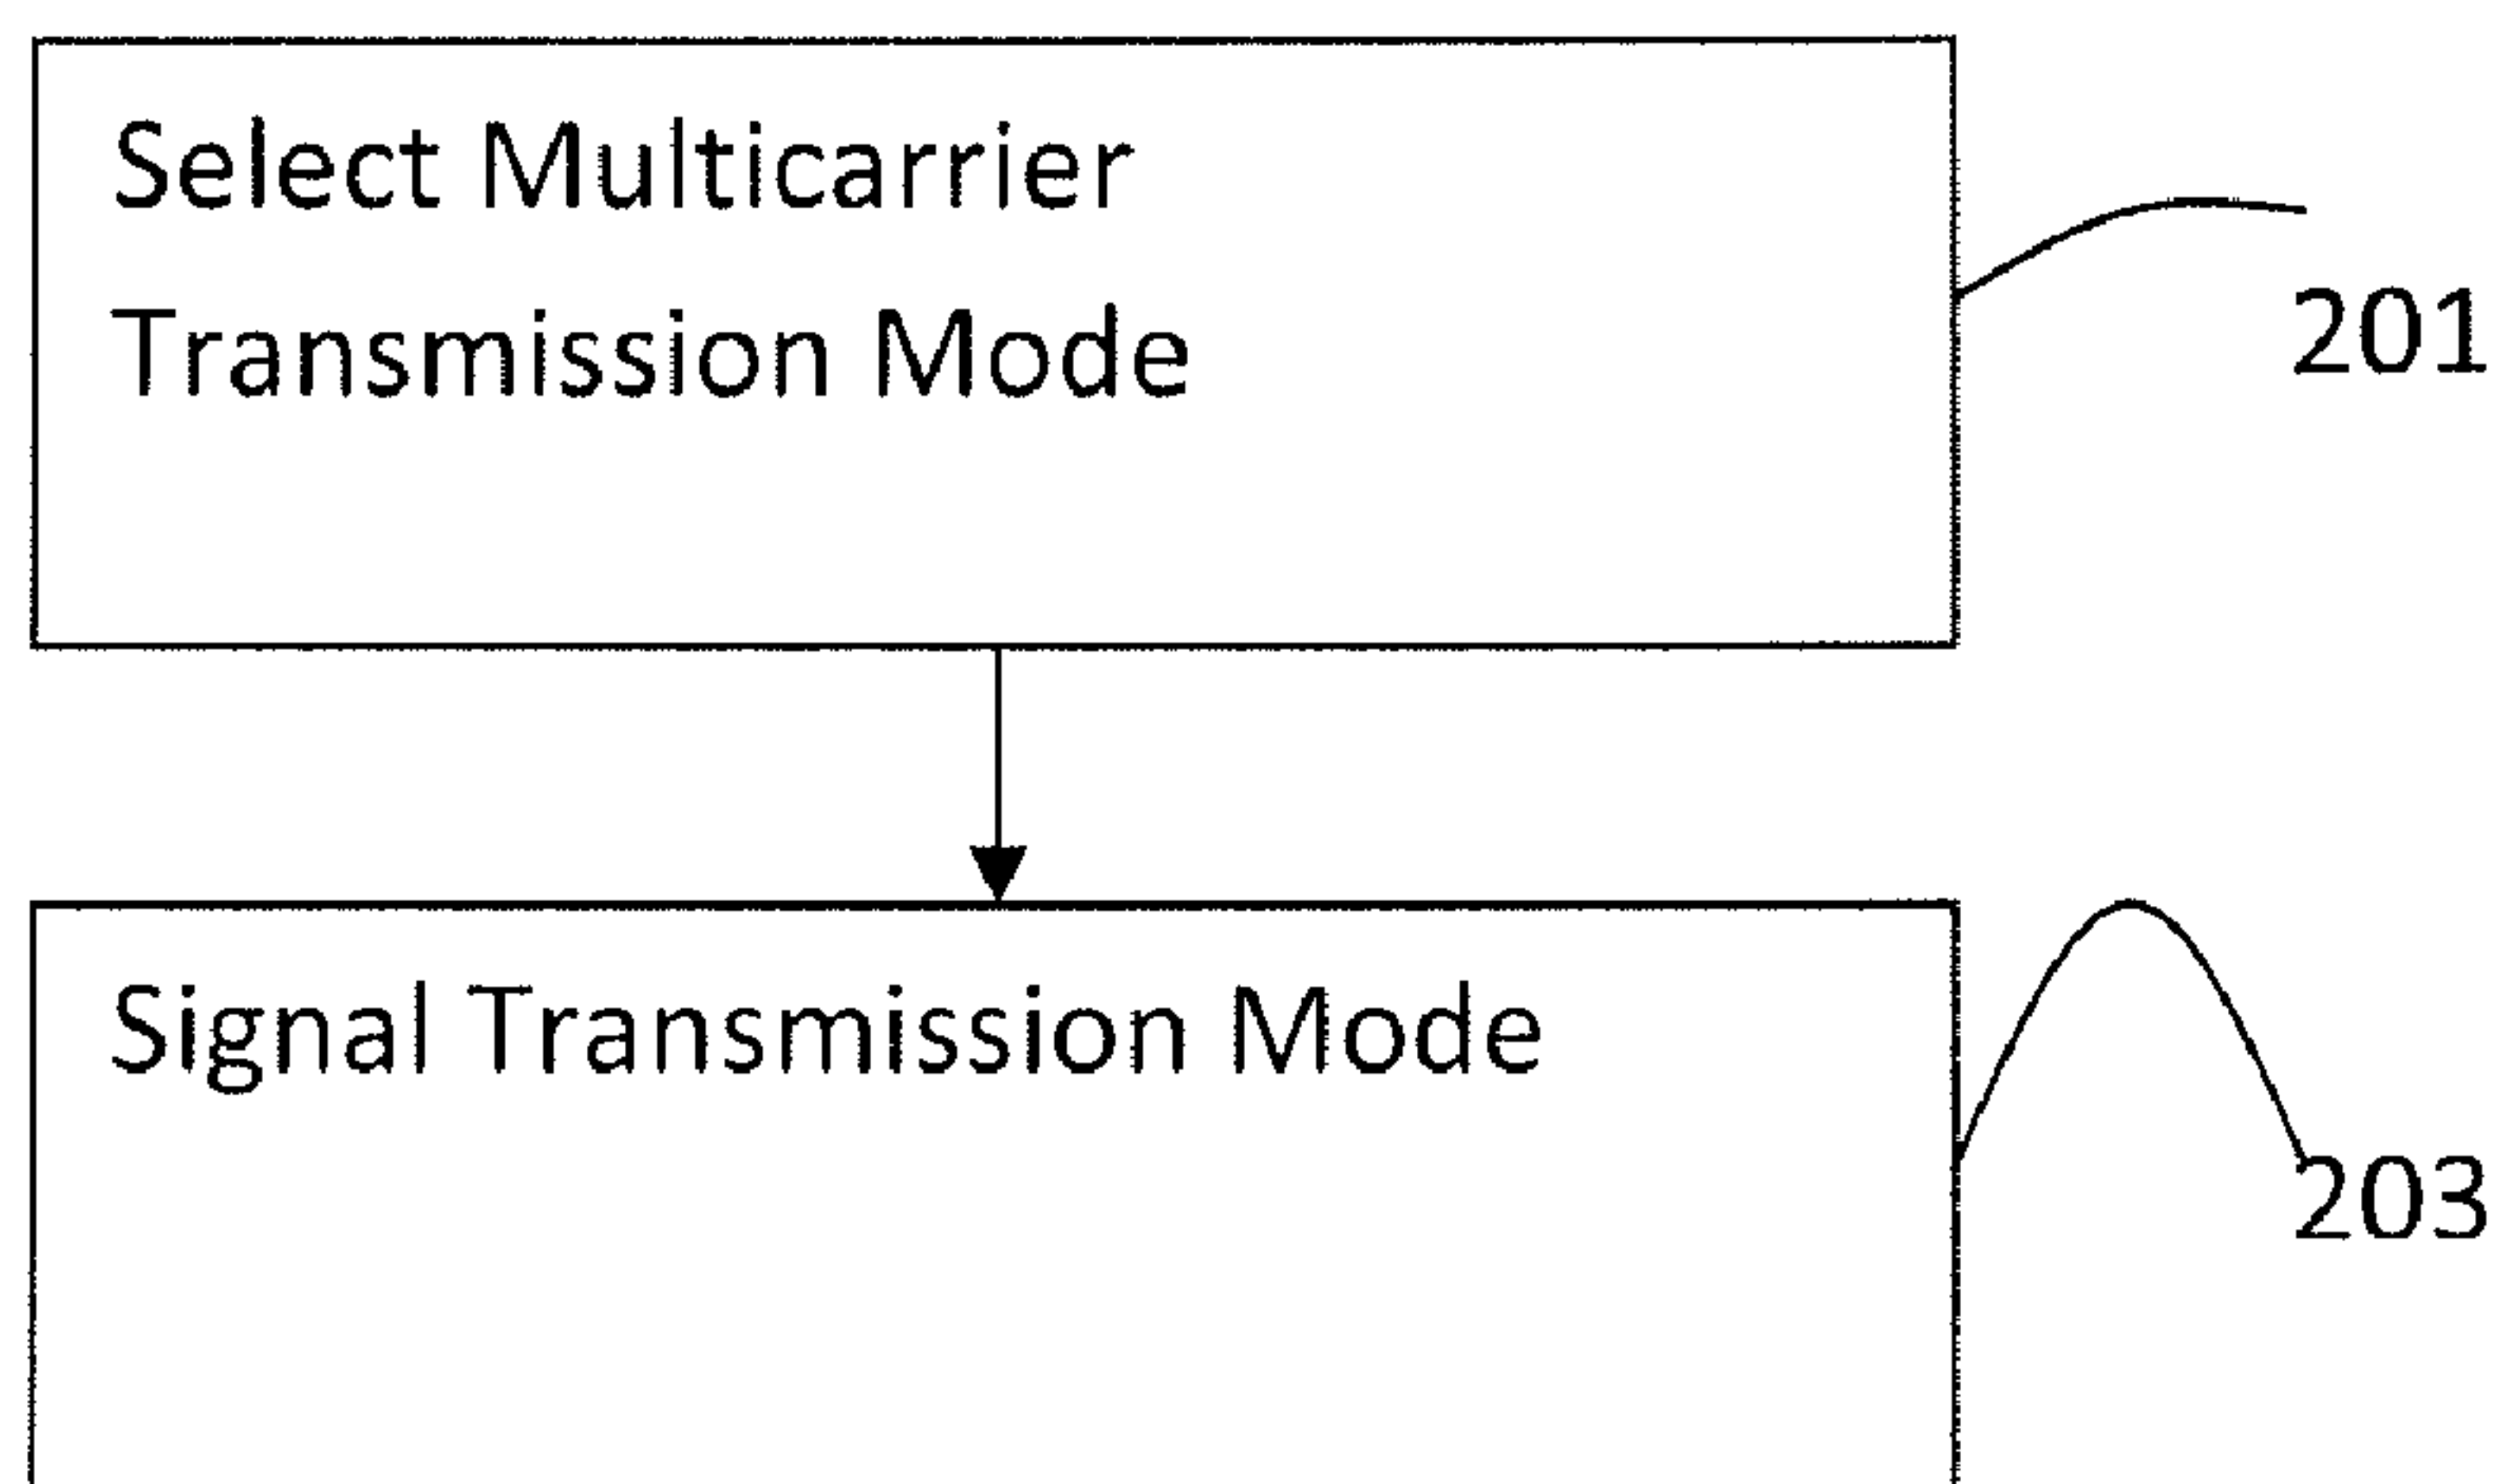 Select Multicarrier
Transmission Mode
201
Signal Transmission Mode
203